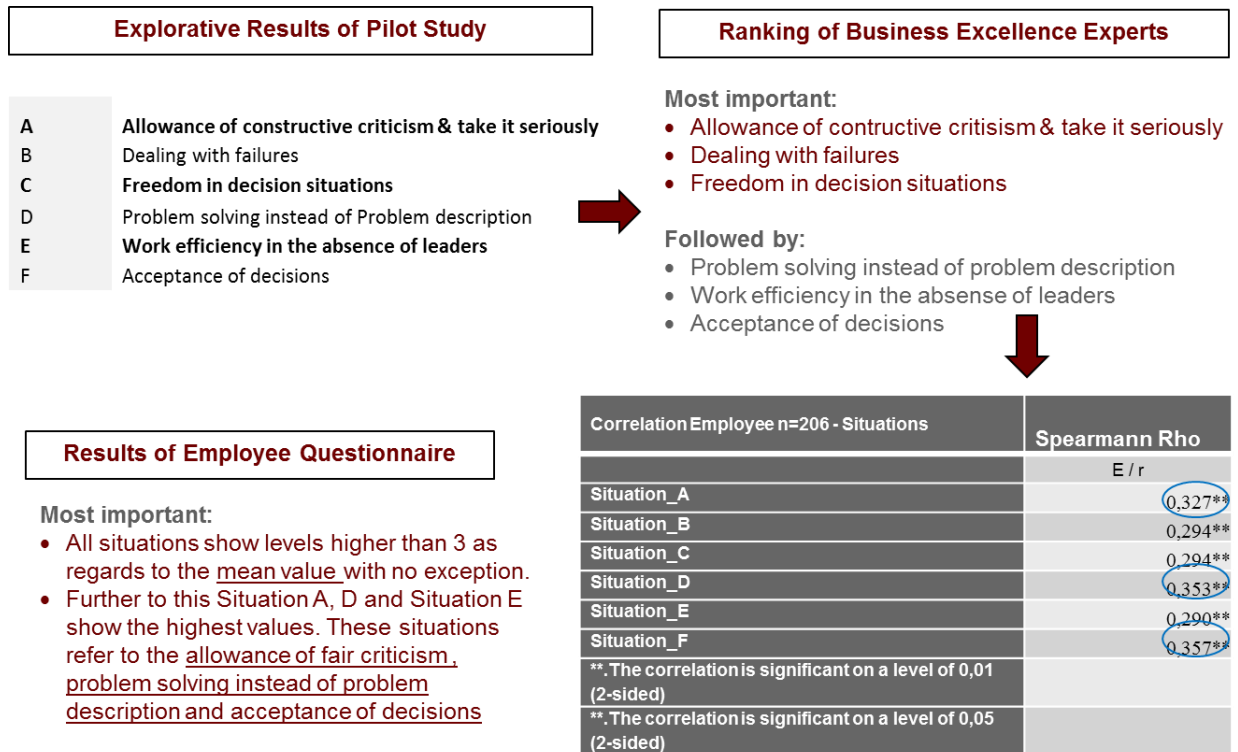 Explorative Results of Pilot Study
A Allowance of constructive criticism & take it seriously
B Dealing with failures
C Freedom in decision situations
D Problem solving instead of Problem description
E Work efficiency in the absence of leaders
F Acceptance of decisions
Ranking of Business Excellence Experts
Most important:
• Allowance of contructive critisism & take it seriously
• Dealing with failures
• Freedom in decision situations
Followed by:
• Problem solving instead of problem description
• Work efficiency in the absense of leaders
• Acceptance of decisions
Results of Employee Questionnaire
Most important:
• All situations show levels higher than 3 as
regards to the mean value with no exception.
• Further to this Situation A, D and Situation E
show the highest values. These situations
refer to the allowance of fair criticism ,
problem solving instead of problem
description and acceptance of decisions
Correlation Employee n=206 - Situations Spearmann Rho
E / r
Situation_A 0,327**
Situation_B 0,294**
Situation_C 0,294**
Situation_D 0,353**
Situation_E 0,290**
Situation_F 0,357**
**.The correlation is significant on a level of 0,01
(2-sided)
**.The correlation is significant on a level of 0,05
(2-sided)